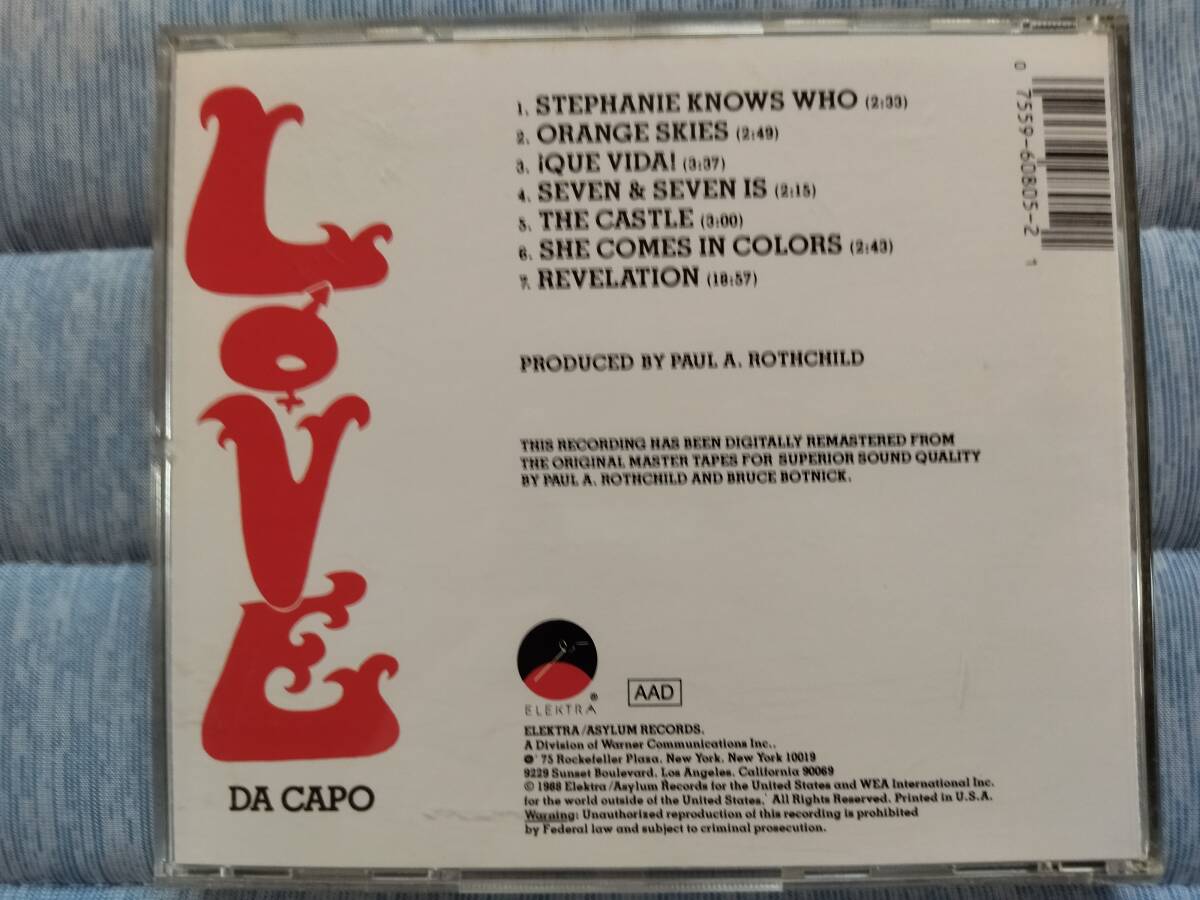 LOVE
DA CAPO
1. STEPHANIE KNOWS WHO (2:33)
2. ORANGE SKIES (2:49)
3. ¡QUE VIDA! (3:37)
4. SEVEN & SEVEN IS (2:15)
5. THE CASTLE (3:00)
6. SHE COMES IN COLORS (2:43)
7. REVELATION (18:57)
0 7559-60805-2 1
PRODUCED BY PAUL A. ROTHCHILD
THIS RECORDING HAS BEEN DIGITALLY REMASTERED FROM
THE ORIGINAL MASTER TAPES FOR SUPERIOR SOUND QUALITY
BY PAUL A. ROTHCHILD AND BRUCE BOTNICK.
ELEKTRA ®
AAD
ELEKTRA/ASYLUM RECORDS.
A Division of Warner Communications Inc..
75 Rockefeller Plaza. New York. New York 10019
9229 Sunset Boulevard. Los Angeles. California 90069
© 1988 Elektra/Asylum Records for the United States and WEA International Inc.
for the world outside of the United States. All Rights Reserved. Printed in U.S.A.
Warning: Unauthorized reproduction of this recording is prohibited
by Federal law and subject to criminal prosecution.